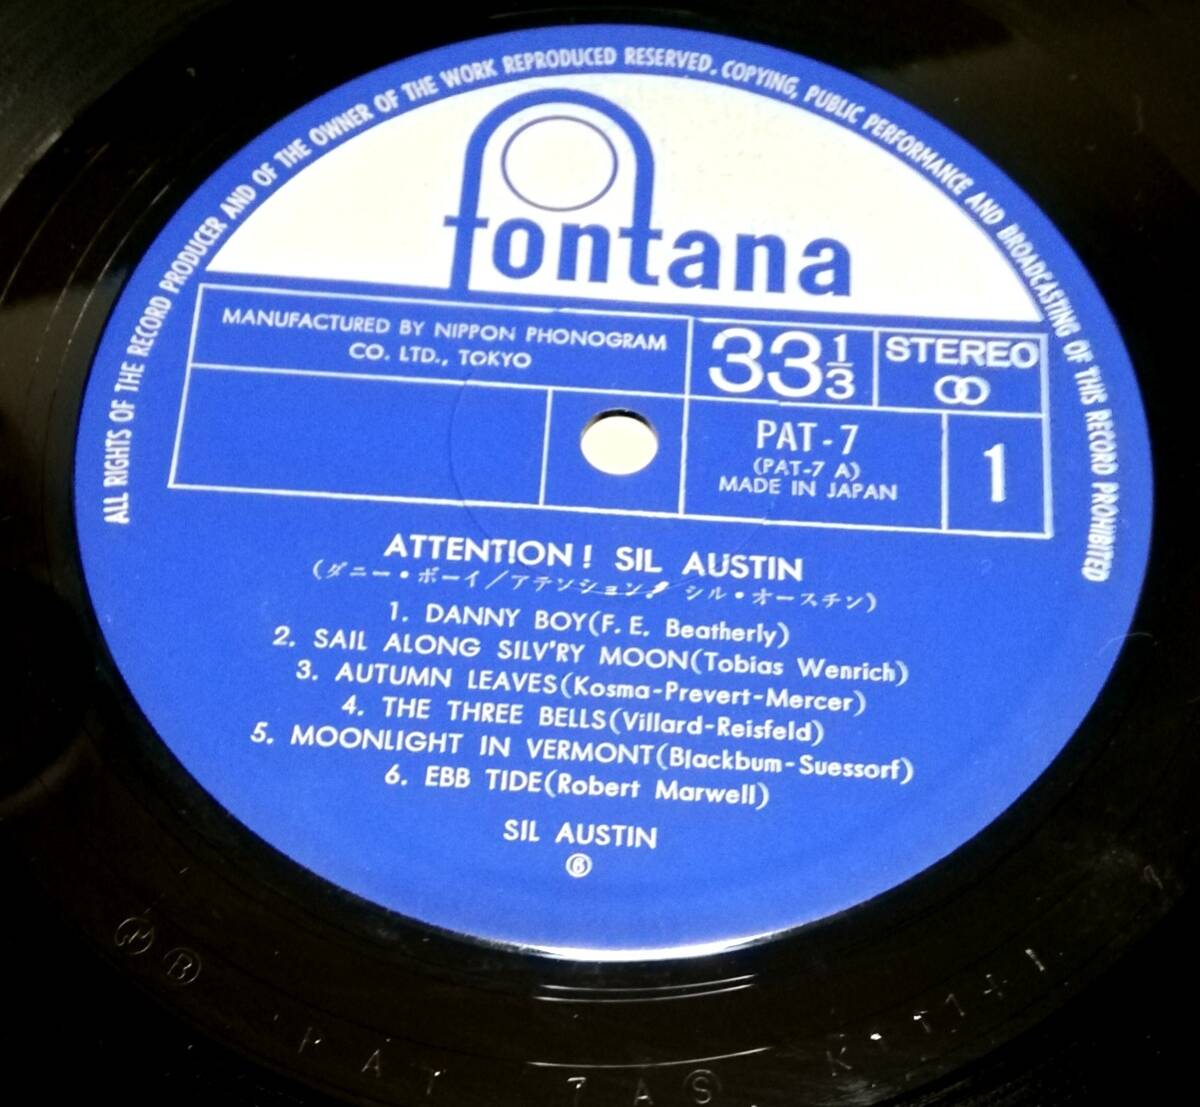 ALL RIGHTS OF THE RECORD PRODUCER AND OF THE OWNER OF THE WORK REPRODUCED RESERVED. COPYING, PUBLIC PERFORMANCE AND BROADCASTING OF THIS RECORD PROHIBITED
fontana
MANUFACTURED BY NIPPON PHONOGRAM
CO. LTD., TOKYO
33 1/3
STEREO
PAT-7
(PAT-7 A)
MADE IN JAPAN
1
ATTENTION! SIL AUSTIN
(ダニー・ボーイ/アテンション! シル・オースチン)
1. DANNY BOY(F. E. Beatherly)
2. SAIL ALONG SILV'RY MOON(Tobias Wenrich)
3. AUTUMN LEAVES(Kosma-Prevert-Mercer)
4. THE THREE BELLS(Villard-Reisfeld)
5. MOONLIGHT IN VERMONT(Blackbum-Suessorf)
6. EBB TIDE(Robert Marwell)
SIL AUSTIN
⑥
Ⓑ PAT 7 A Ⓢ